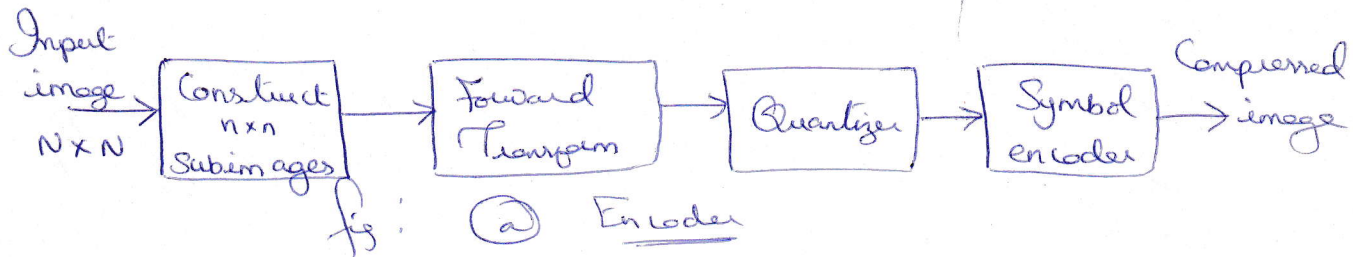 Input
image
N×N
Construct
n×n
Subimages
Forward
Transform
Quantizer
Symbol
encoder
Compressed
image
fig: (a) Encoder